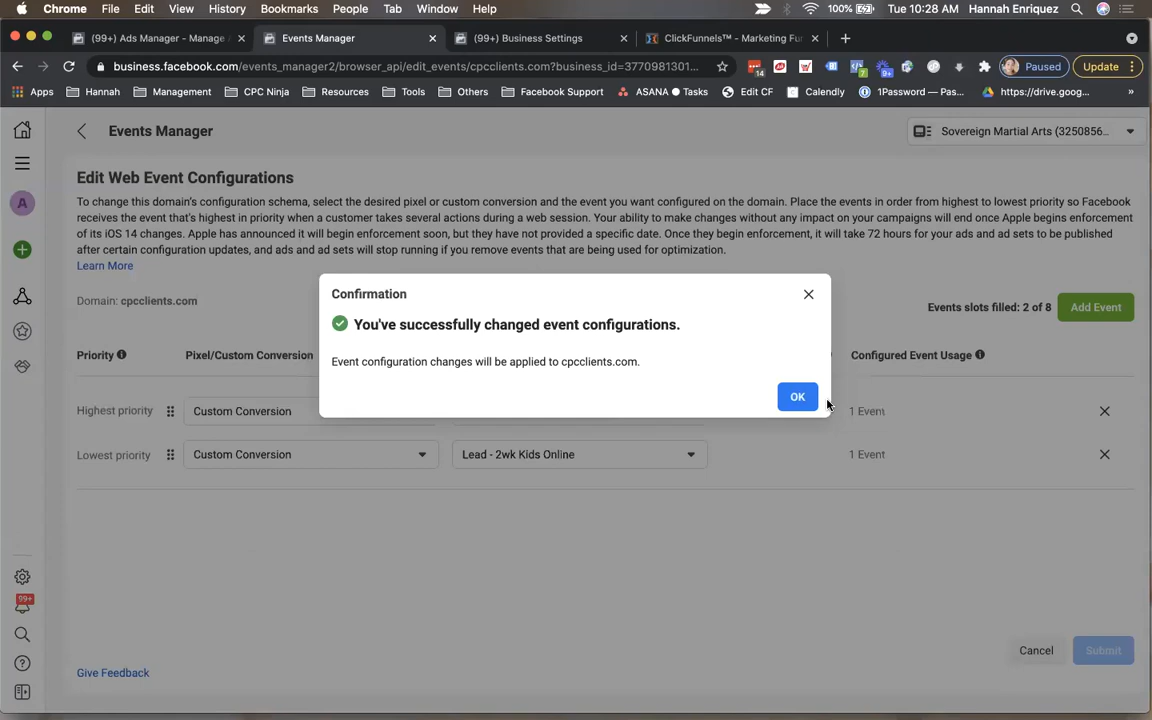 Chrome File Edit View History Bookmarks People Tab Window Help 100% Tue 10:28 AM Hannah Enriquez
(99+) Ads Manager - Manage Events Manager (99+) Business Settings ClickFunnels™ - Marketing Fu
business.facebook.com/events_manager2/browser_api/edit_events/cpcclients.com?business_id=3770981301... 14 7 9+ Paused Update
Apps Hannah Management CPC Ninja Resources Tools Others Facebook Support ASANA Tasks Edit CF Calendly 1Password — Pas... https://drive.goog... »
Events Manager
Sovereign Martial Arts (3250856...
A
Edit Web Event Configurations
To change this domain's configuration schema, select the desired pixel or custom conversion and the event you want configured on the domain. Place the events in order from highest to lowest priority so Facebook
receives the event that's highest in priority when a customer takes several actions during a web session. Your ability to make changes without any impact on your campaigns will end once Apple begins enforcement
of its iOS 14 changes. Apple has announced it will begin enforcement soon, but they have not provided a specific date. Once they begin enforcement, it will take 72 hours for your ads and ad sets to be published
after certain configuration updates, and ads and ad sets will stop running if you remove events that are being used for optimization.
Learn More
Domain: cpcclients.com
Events slots filled: 2 of 8 Add Event
Confirmation
You've successfully changed event configurations.
Event configuration changes will be applied to cpcclients.com.
OK
Priority Pixel/Custom Conversion Configured Event Usage
Highest priority Custom Conversion 1 Event
Lowest priority Custom Conversion Lead - 2wk Kids Online 1 Event
99+
Cancel Submit
Give Feedback